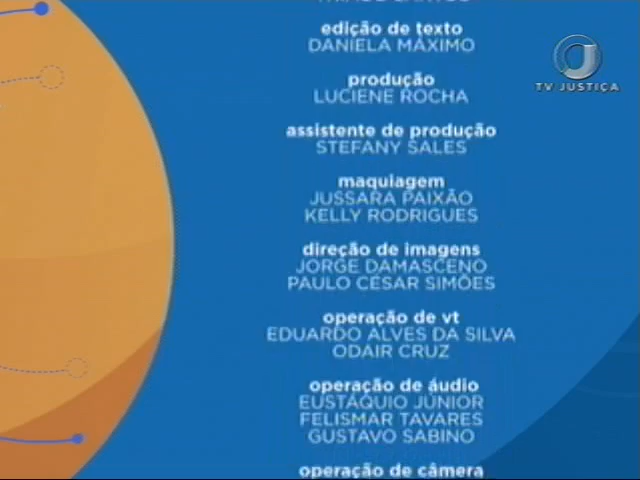 edição de texto
DANIELA MÁXIMO
produção
LUCIENE ROCHA
assistente de produção
STEFANY SALES
maquiagem
JUSSARA PAIXÃO
KELLY RODRIGUES
direção de imagens
JORGE DAMASCENO
PAULO CÉSAR SIMÕES
operação de vt
EDUARDO ALVES DA SILVA
ODAIR CRUZ
operação de áudio
EUSTÁQUIO JÚNIOR
FELISMAR TAVARES
GUSTAVO SABINO
operação de câmera
TV JUSTIÇA